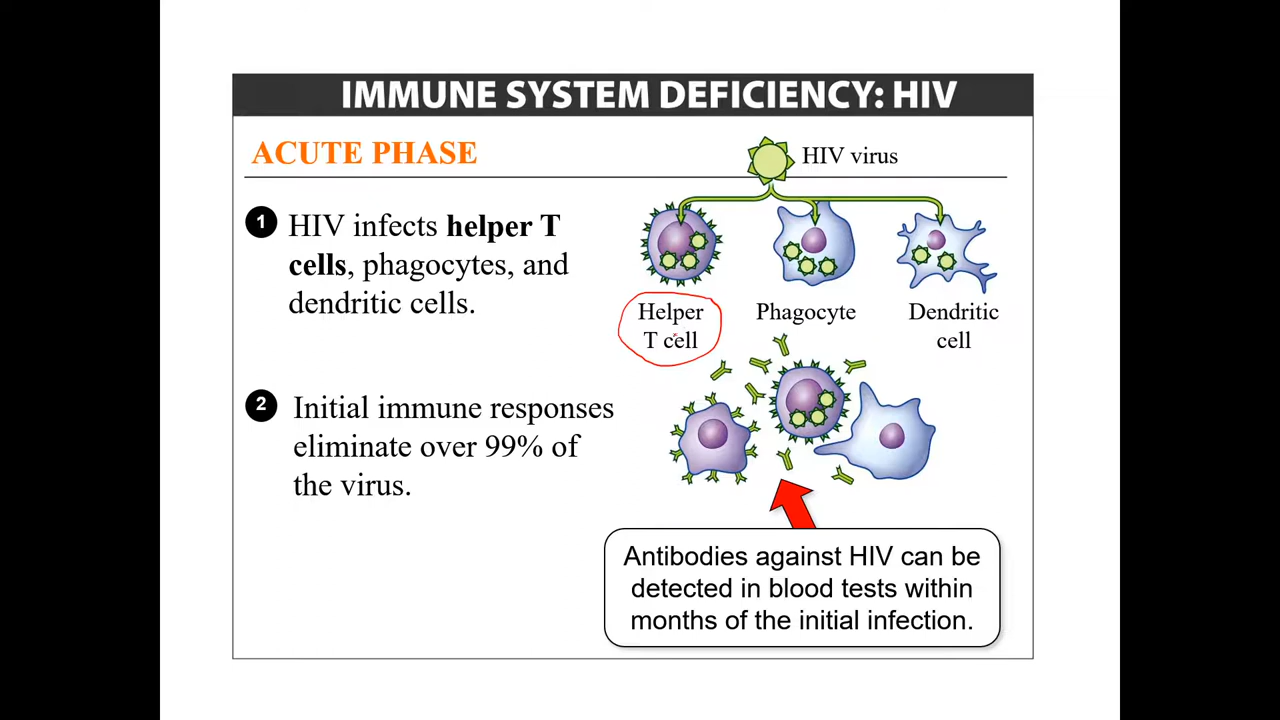 IMMUNE SYSTEM DEFICIENCY: HIV
ACUTE PHASE
HIV virus
1 HIV infects helper T
cells, phagocytes, and
dendritic cells.
Helper
T cell
Phagocyte
Dendritic
cell
2 Initial immune responses
eliminate over 99% of
the virus.
Antibodies against HIV can be
detected in blood tests within
months of the initial infection.